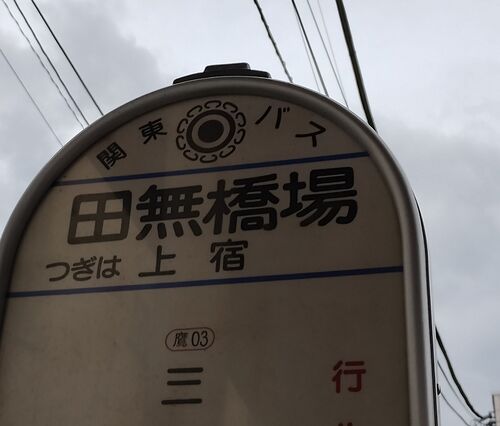 関東バス
田無橋場
つぎは 上宿
鷹03
三
行